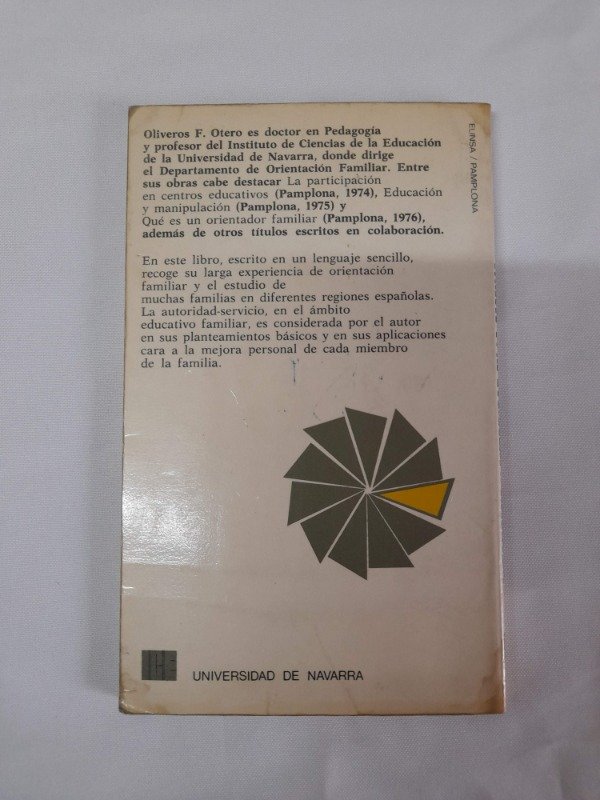 Oliveros F. Otero es doctor en Pedagogía
y profesor del Instituto de Ciencias de la Educación
de la Universidad de Navarra, donde dirige
el Departamento de Orientación Familiar. Entre
sus obras cabe destacar La participación
en centros educativos (Pamplona, 1974), Educación
y manipulación (Pamplona, 1975) y
Qué es un orientador familiar (Pamplona, 1976),
además de otros títulos escritos en colaboración.
En este libro, escrito en un lenguaje sencillo,
recoge su larga experiencia de orientación
familiar y el estudio de
muchas familias en diferentes regiones españolas.
La autoridad-servicio, en el ámbito
educativo familiar, es considerada por el autor
en sus planteamientos básicos y en sus aplicaciones
cara a la mejora personal de cada miembro
de la familia.
EUNSA / PAMPLONA
UNIVERSIDAD DE NAVARRA